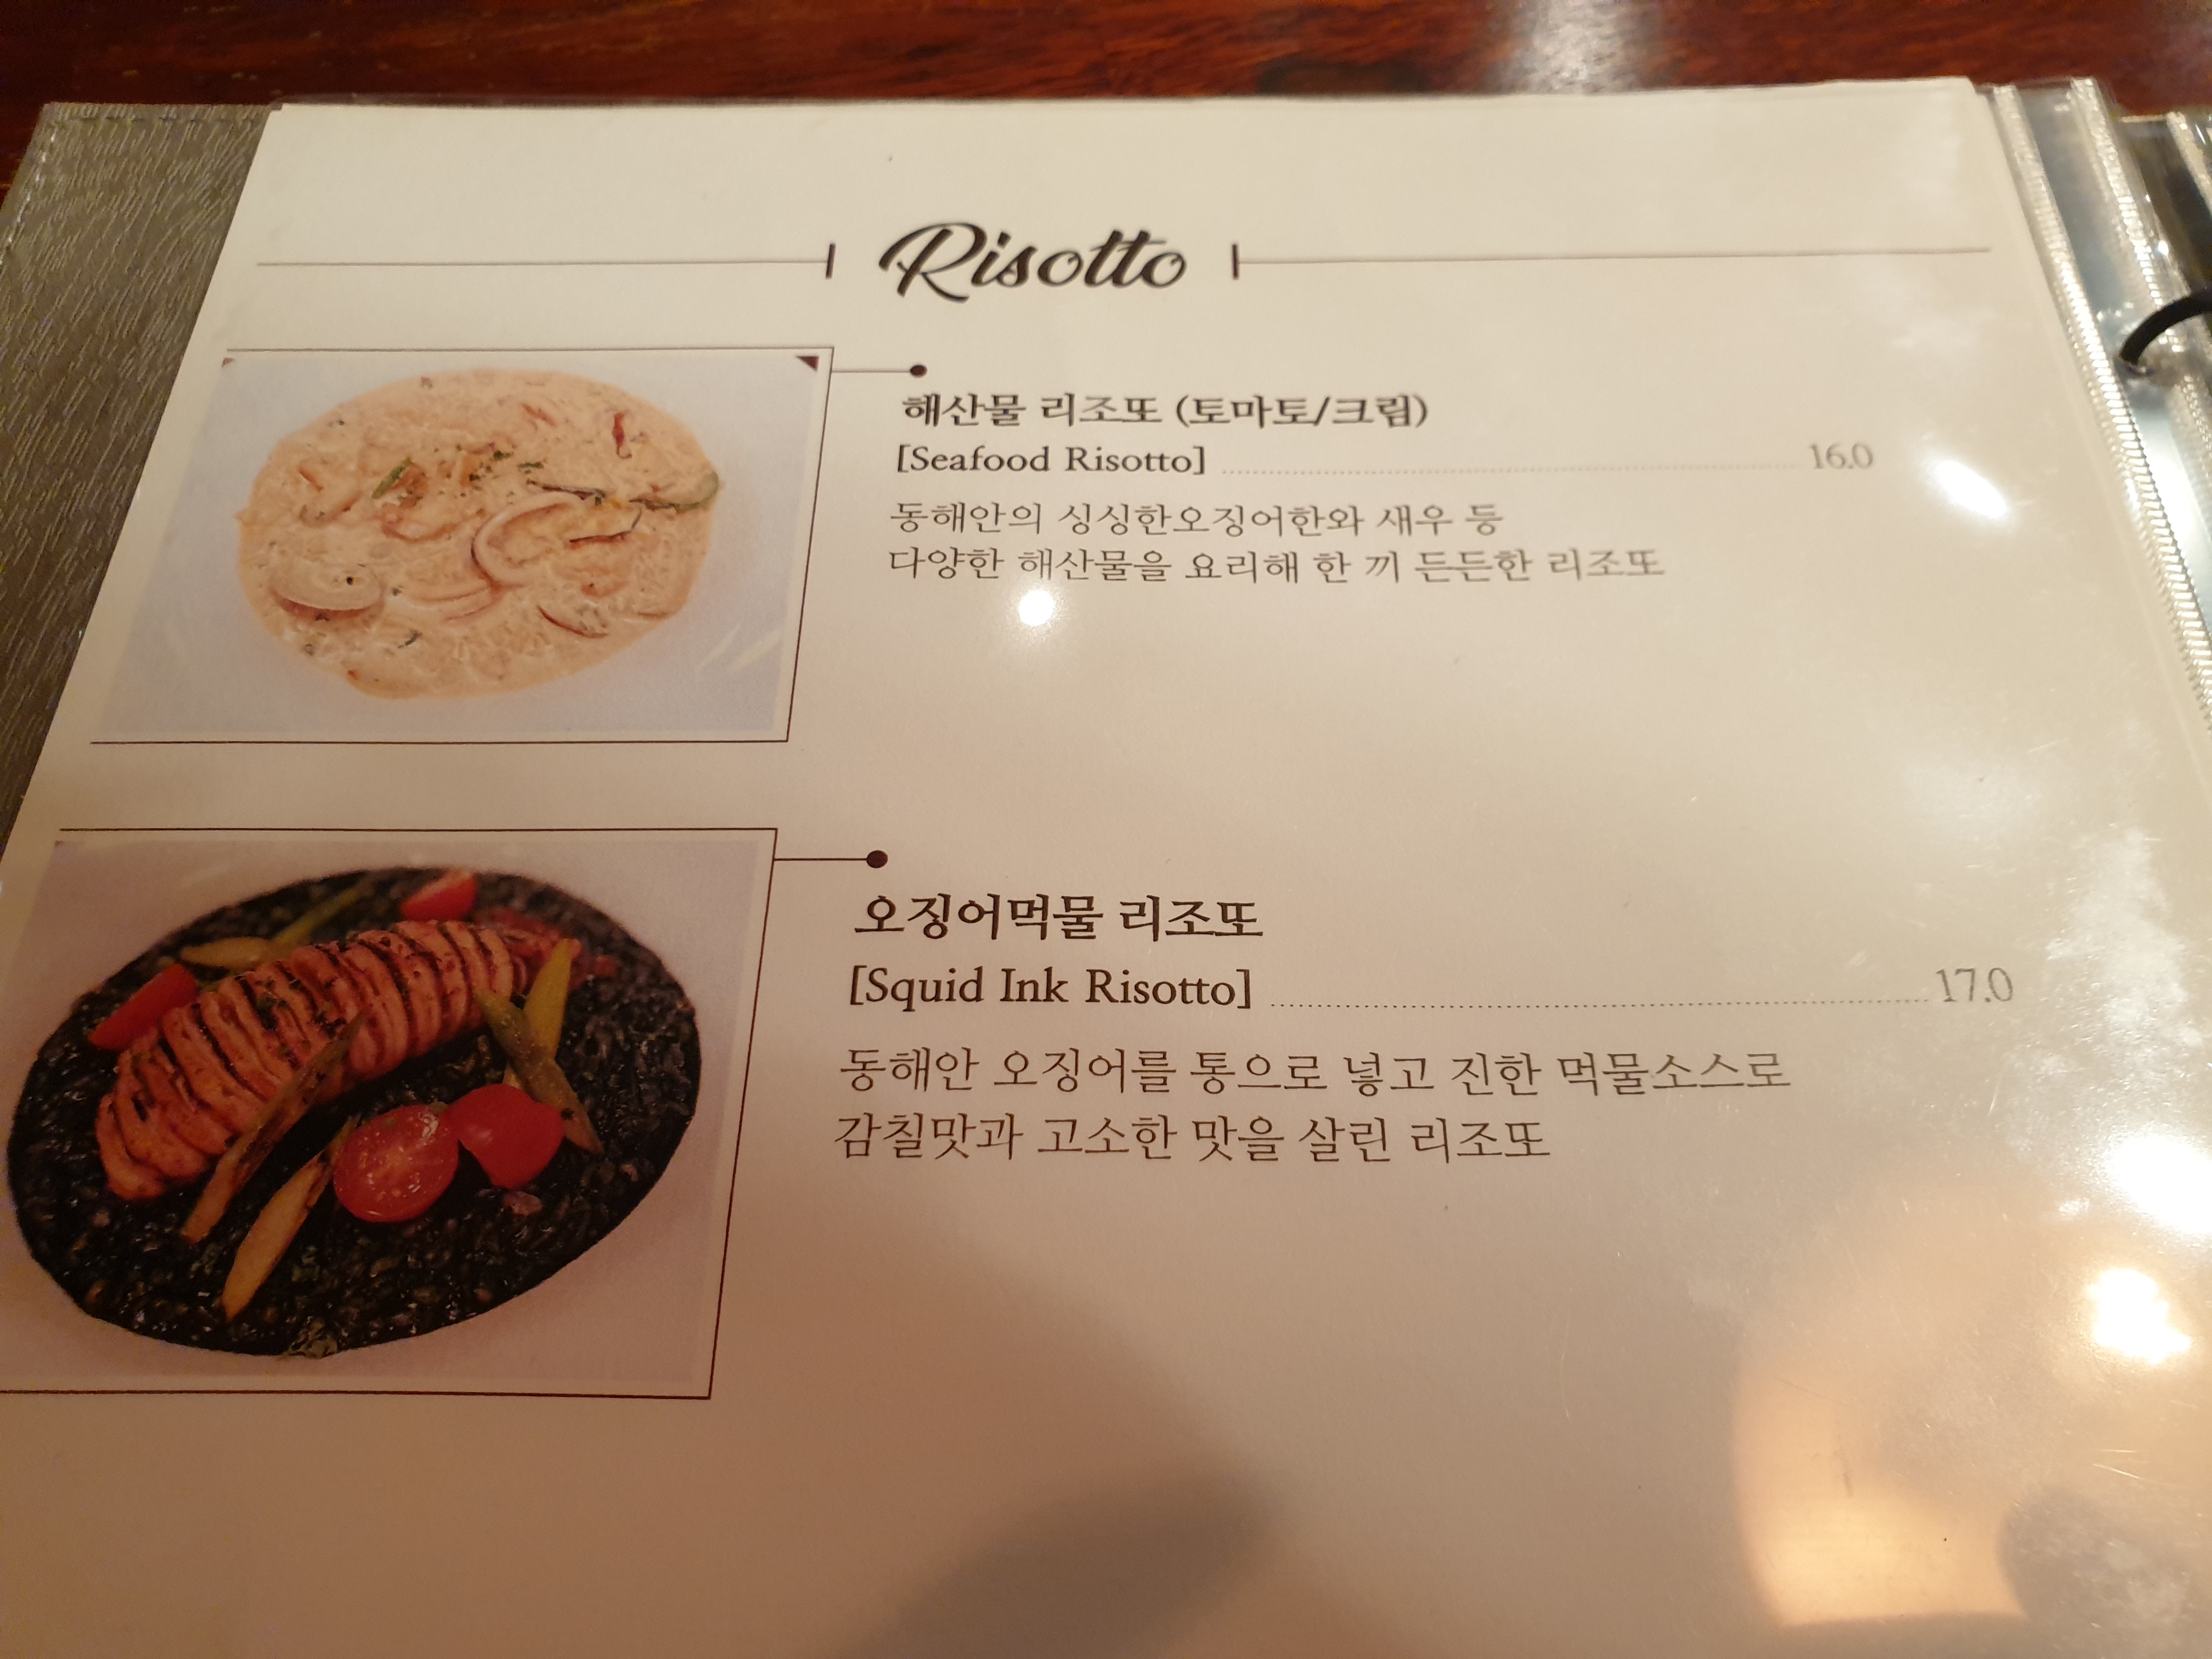 Risotto
해산물 리조또 (토마토/크림)
[Seafood Risotto] 16.0
동해안의 싱싱한오징어한와 새우 등
다양한 해산물을 요리해 한 끼 든든한 리조또
오징어먹물 리조또
[Squid Ink Risotto] 17.0
동해안 오징어를 통으로 넣고 진한 먹물소스로
감칠맛과 고소한 맛을 살린 리조또